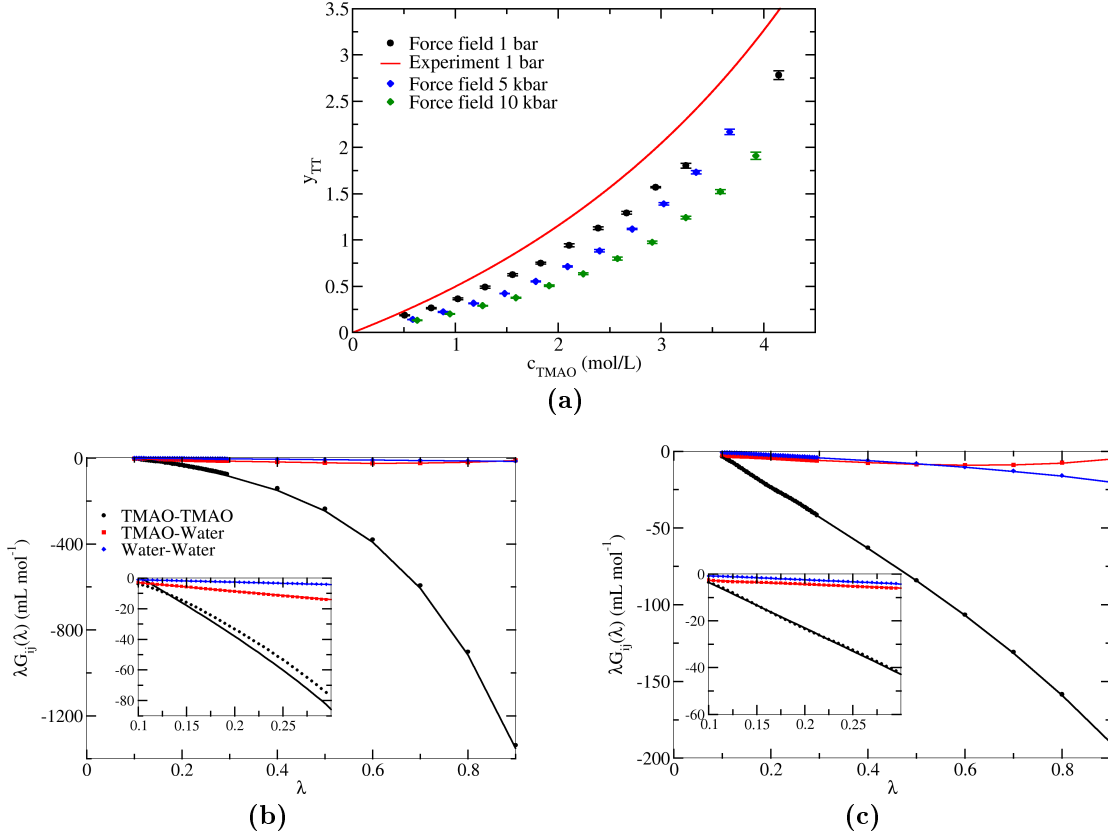 3.5
3
2.5
2
1.5
1
0.5
0
y_TT
Force field 1 bar
Experiment 1 bar
Force field 5 kbar
Force field 10 kbar
0 1 2 3 4
c_TMAO (mol/L)
(a)
0
-400
-800
-1200
λG_ij(λ) (mL mol^-1)
TMAO-TMAO
TMAO-Water
Water-Water
0
-20
-40
-60
-80
0.1 0.15 0.2 0.25
0 0.2 0.4 0.6 0.8
λ
(b)
0
-50
-100
-150
-200
λG_ij(λ) (mL mol^-1)
0
-20
-40
-60
0.1 0.15 0.2 0.25
0 0.2 0.4 0.6 0.8
λ
(c)